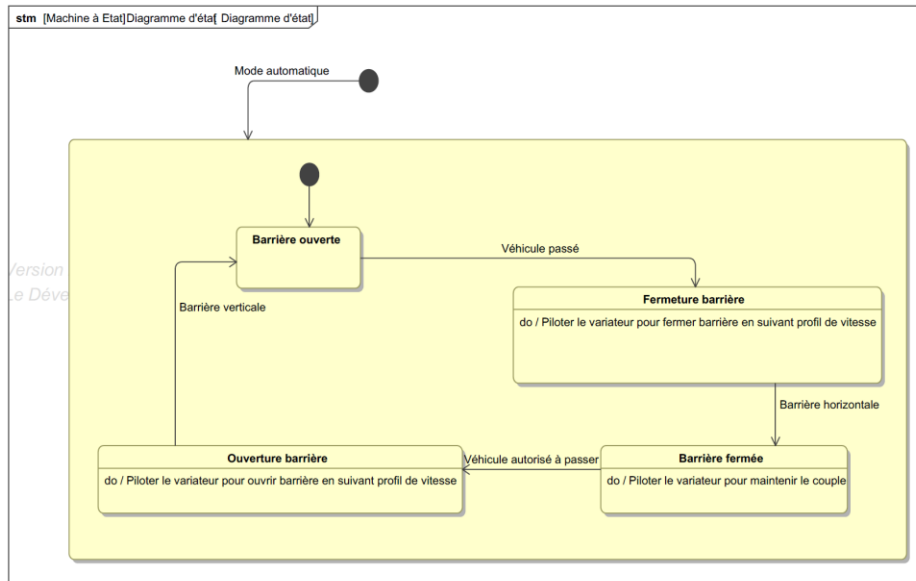 stm [Machine à Etat]Diagramme d'état[ Diagramme d'état]
Mode automatique
Barrière ouverte
Véhicule passé
Version
Le Déve
Barrière verticale
Fermeture barrière
do / Piloter le variateur pour fermer barrière en suivant profil de vitesse
Barrière horizontale
Ouverture barrière
do / Piloter le variateur pour ouvrir barrière en suivant profil de vitesse
Véhicule autorisé à passer
Barrière fermée
do / Piloter le variateur pour maintenir le couple